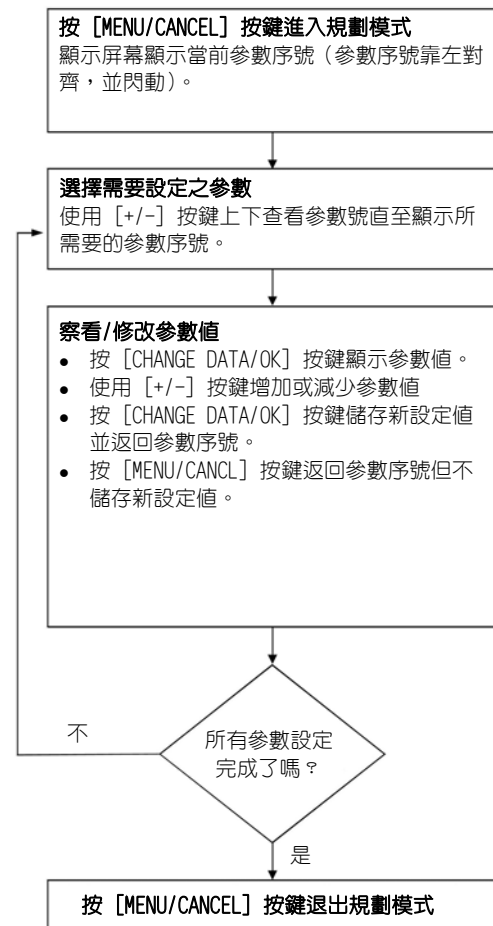 按 [MENU/CANCEL] 按鍵進入規劃模式
顯示屏幕顯示當前參數序號（參數序號靠左對
齊，並閃動）。
選擇需要設定之參數
使用 [+/-] 按鍵上下查看參數號直至顯示所
需要的參數序號。
察看/修改參數值
● 按 [CHANGE DATA/OK] 按鍵顯示參數值。
● 使用 [+/-] 按鍵增加或減少參數值
● 按 [CHANGE DATA/OK] 按鍵儲存新設定值
並返回參數序號。
● 按 [MENU/CANCL] 按鍵返回參數序號但不
儲存新設定值。
不
所有參數設定
完成了嗎？
是
按 [MENU/CANCEL] 按鍵退出規劃模式